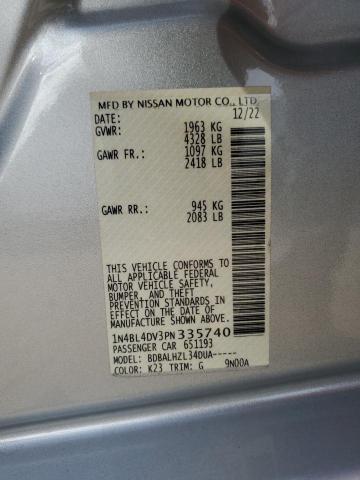 MFD BY NISSAN MOTOR CO., LTD.
DATE: 12/22
GVWR: 1963 KG
4328 LB
GAWR FR.: 1097 KG
2418 LB
GAWR RR.: 945 KG
2083 LB
THIS VEHICLE CONFORMS TO
ALL APPLICABLE FEDERAL
MOTOR VEHICLE SAFETY,
BUMPER, AND THEFT
PREVENTION STANDARDS IN
EFFECT ON THE DATE OF
MANUFACTURE SHOWN ABOVE.
1N4BL4DV3PN335740
PASSENGER CAR 651193
MODEL: BDBALHZL34DUA-----
COLOR: K23 TRIM: G 9N00A